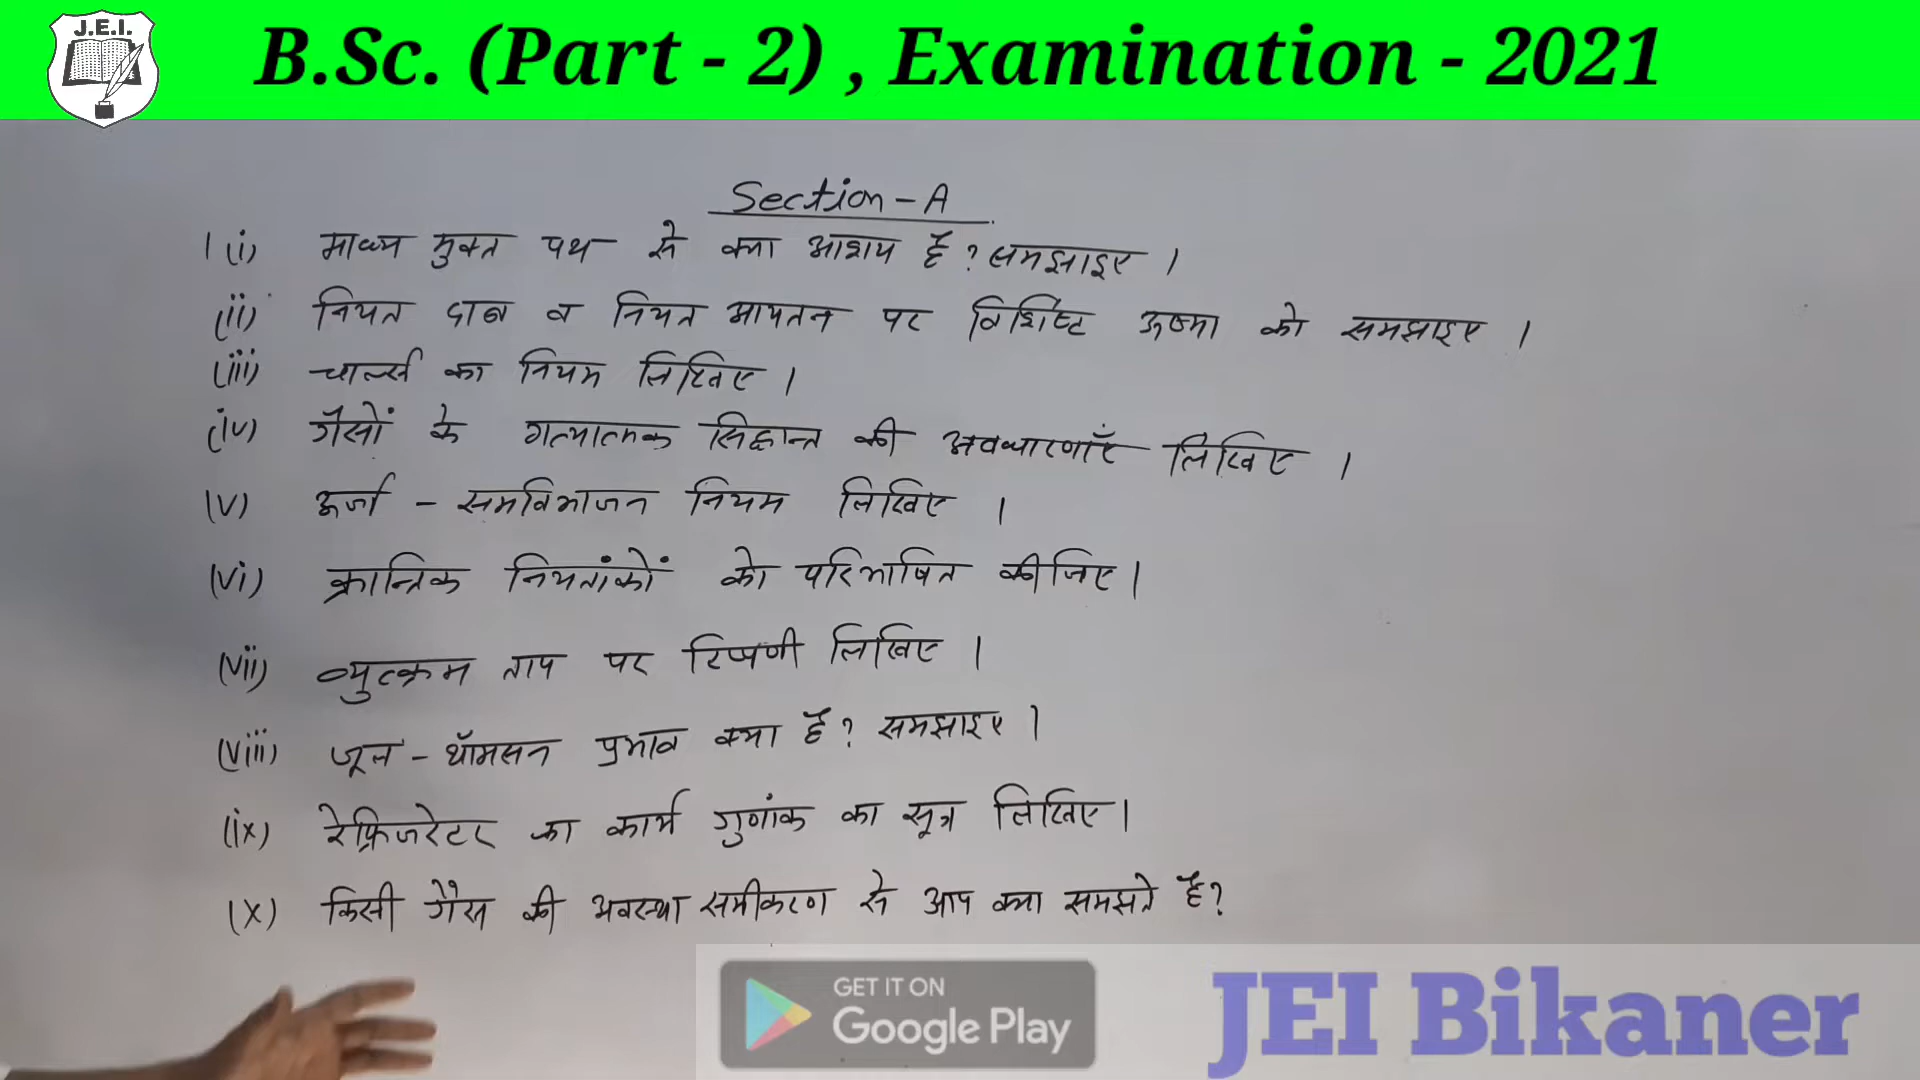 J.E.I.
B.Sc. (Part - 2) , Examination - 2021
Section - A
1 (i) माध्य मुक्त पथ से क्या आशय है? समझाइए ।
(ii) नियत दाब व नियत आयतन पर विशिष्ट ऊष्मा को समझाइए ।
(iii) चार्ल्स का नियम लिखिए ।
(iv) गैसों के गत्यात्मक सिद्धान्त की अवधारणाएँ लिखिए ।
(v) ऊर्जा - समविभाजन नियम लिखिए ।
(vi) क्रान्तिक नियतांकों को परिभाषित कीजिए ।
(vii) व्युत्क्रम ताप पर टिप्पणी लिखिए ।
(viii) जूल - थॉमसन प्रभाव क्या है? समझाइए ।
(ix) रेफ्रिजरेटर का कार्य गुणांक का सूत्र लिखिए ।
(x) किसी गैस की अवस्था समीकरण से आप क्या समझते है?
GET IT ON
Google Play
JEI Bikaner